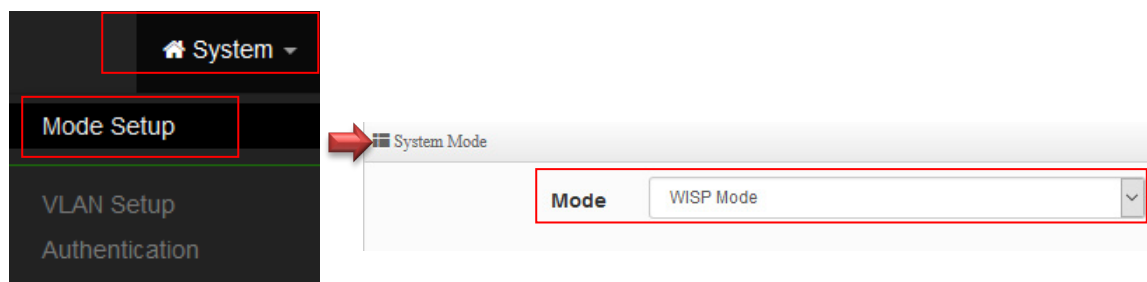 System
Mode Setup
VLAN Setup
Authentication
System Mode
Mode WISP Mode